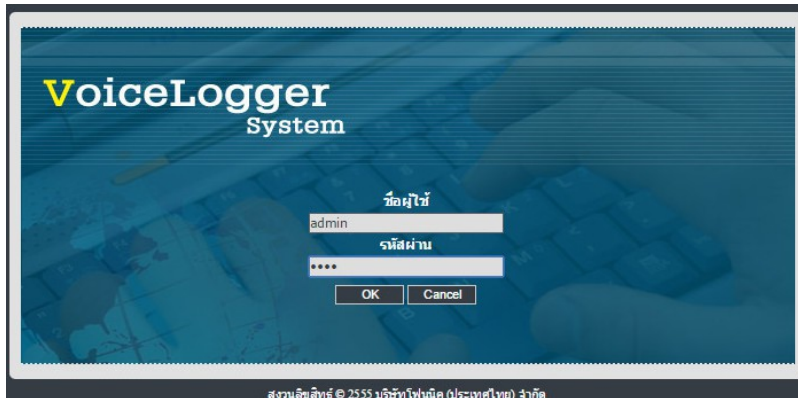 VoiceLogger
System
ชื่อผู้ใช้
admin
รหัสผ่าน
••••
OK Cancel
สงวนลิขสิทธ์ © 2555 บริษัทโฟนนิค (ประเทศไทย) จำกัด